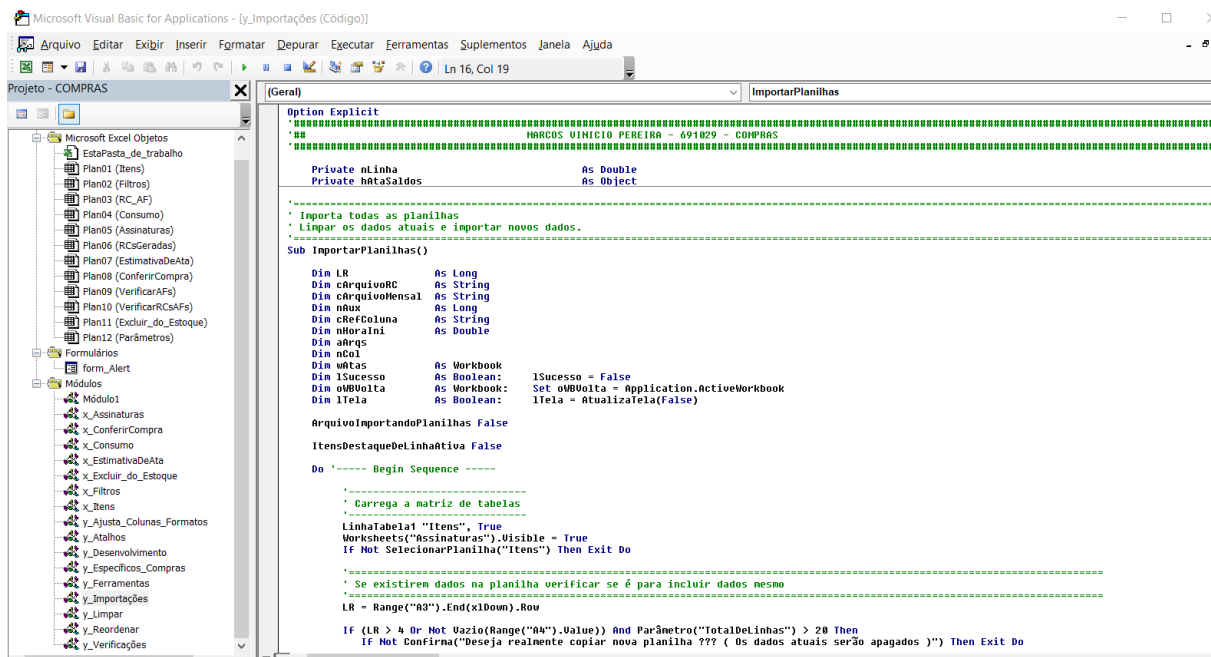 Microsoft Visual Basic for Applications - [y_Importações (Código)]
Arquivo Editar Exibir Inserir Formatar Depurar Executar Ferramentas Suplementos Janela Ajuda
Ln 16, Col 19
Projeto - COMPRAS
(Geral)
ImportarPlanilhas
Microsoft Excel Objetos
EstaPasta_de_trabalho
Plan01 (Itens)
Plan02 (Filtros)
Plan03 (RC_AF)
Plan04 (Consumo)
Plan05 (Assinaturas)
Plan06 (RCsGeradas)
Plan07 (EstimativaDeAta)
Plan08 (ConferirCompra)
Plan09 (VerificarAFs)
Plan10 (VerificarRCsAFs)
Plan11 (Excluir_do_Estoque)
Plan12 (Parâmetros)
Formulários
form_Alert
Módulos
Módulo1
x_Assinaturas
x_ConferirCompra
x_Consumo
x_EstimativaDeAta
x_Excluir_do_Estoque
x_Filtros
x_Itens
y_Ajusta_Colunas_Formatos
y_Atalhos
y_Desenvolvimento
y_Específicos_Compras
y_Ferramentas
y_Importações
y_Limpar
y_Reordenar
y_Verificações
Option Explicit
'## MARCOS VINICIO PEREIRA - 691029 - COMPRAS
Private nLinha As Double
Private hAtaSaldos As Object
' Importa todas as planilhas
' Limpar os dados atuais e importar novos dados.
Sub ImportarPlanilhas()
Dim LR As Long
Dim cArquivoRC As String
Dim cArquivoMensal As String
Dim nAux As Long
Dim cRefColuna As String
Dim nHoraIni As Double
Dim aArqs
Dim nCol
Dim wAtas As Workbook
Dim lSucesso As Boolean: lSucesso = False
Dim oWBVolta As Workbook: Set oWBVolta = Application.ActiveWorkbook
Dim lTela As Boolean: lTela = AtualizaTela(False)
ArquivoImportandoPlanilhas False
ItensDestaqueDeLinhaAtiva False
Do '----- Begin Sequence -----
'-----------------------------
' Carrega a matriz de tabelas
'-----------------------------
LinhaTabela1 "Itens", True
Worksheets("Assinaturas").Visible = True
If Not SelecionarPlanilha("Itens") Then Exit Do
' Se existirem dados na planilha verificar se é para incluir dados mesmo
LR = Range("A3").End(xlDown).Row
If (LR > 4 Or Not Vazio(Range("A4").Value)) And Parâmetro("TotalDeLinhas") > 20 Then
If Not Confirma("Deseja realmente copiar nova planilha ??? ( Os dados atuais serão apagados )") Then Exit Do